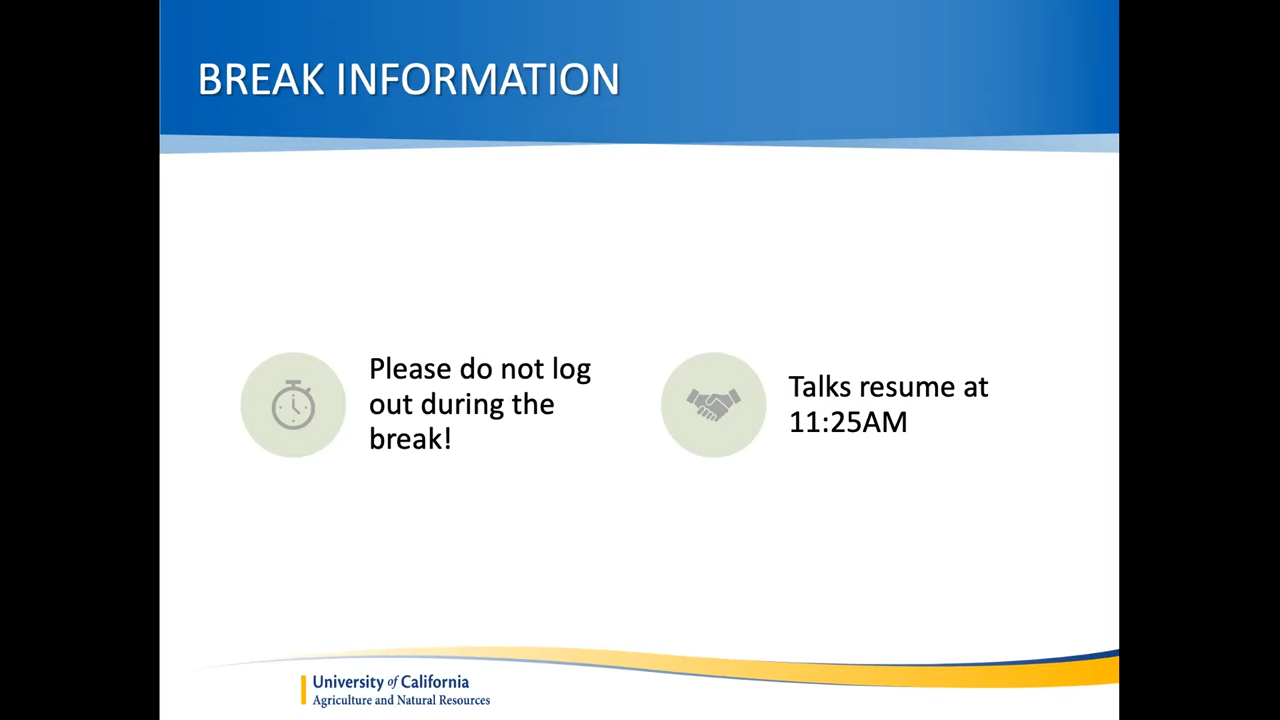 BREAK INFORMATION
Please do not log
out during the
break!
Talks resume at
11:25AM
University of California
Agriculture and Natural Resources